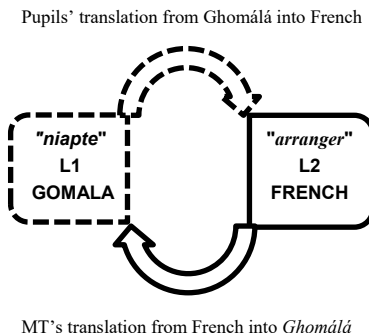 Pupils’ translation from Ghomálá into French
"niapte"
L1
GOMALA
"arranger"
L2
FRENCH
MT’s translation from French into Ghomálá